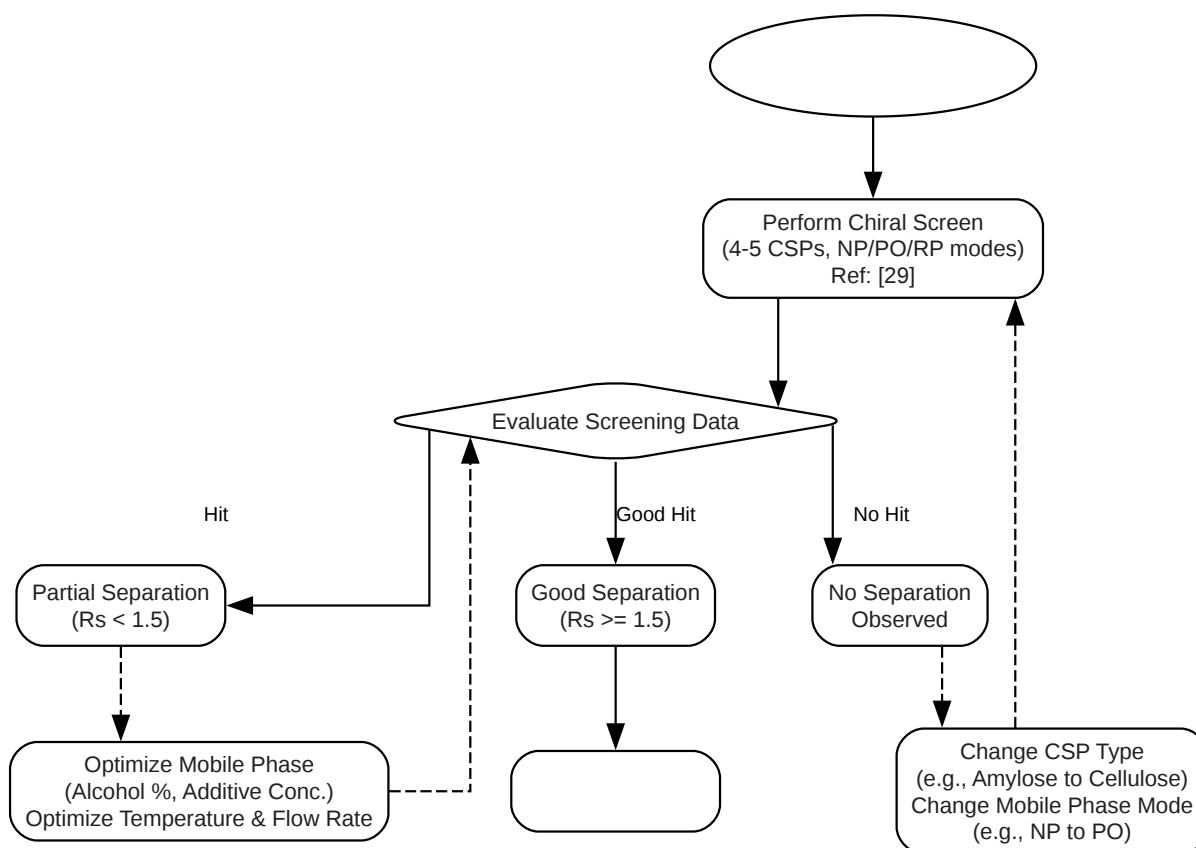 Perform Chiral Screen
(4-5 CSPs, NP/PO/RP modes)
Ref: [29]
Evaluate Screening Data
Hit
Good Hit
No Hit
Partial Separation
(Rs < 1.5)
Good Separation
(Rs >= 1.5)
No Separation
Observed
Optimize Mobile Phase
(Alcohol %, Additive Conc.)
Optimize Temperature & Flow Rate
Change CSP Type
(e.g., Amylose to Cellulose)
Change Mobile Phase Mode
(e.g., NP to PO)